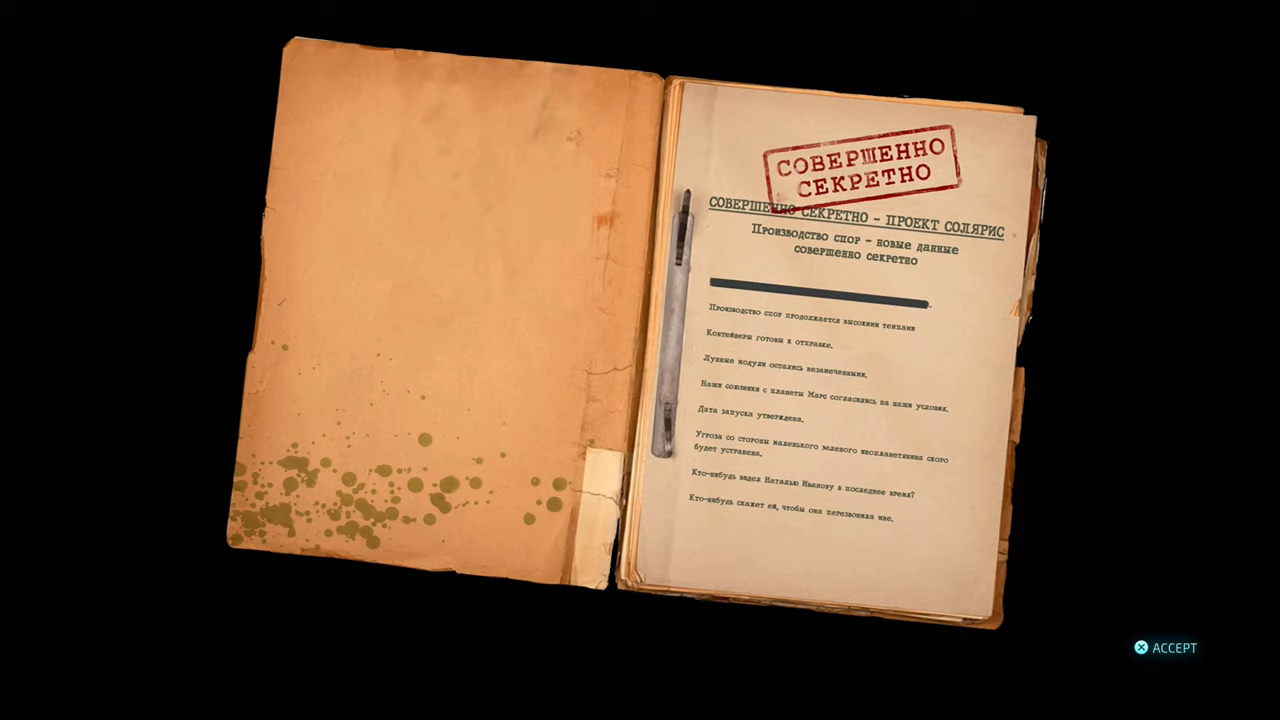 СОВЕРШЕННО
СЕКРЕТНО
СОВЕРШЕННО СЕКРЕТНО – ПРОЕКТ СОЛЯРИС
Производство спор – новые данные
совершенно секретно
Производство спор продолжается высокими темпами
Контейнеры готовы к отправке.
Лунные модули остались незамеченными.
Наши союзники с планеты Марс согласились на наши условия.
Дата запуска утверждена.
Угроза со стороны маленького зеленого инопланетянина скоро
будет устранена.
Кто-нибудь видел Наталью Иванову в последнее время?
Кто-нибудь скажет ей, чтобы она перезвонила мне.
ACCEPT